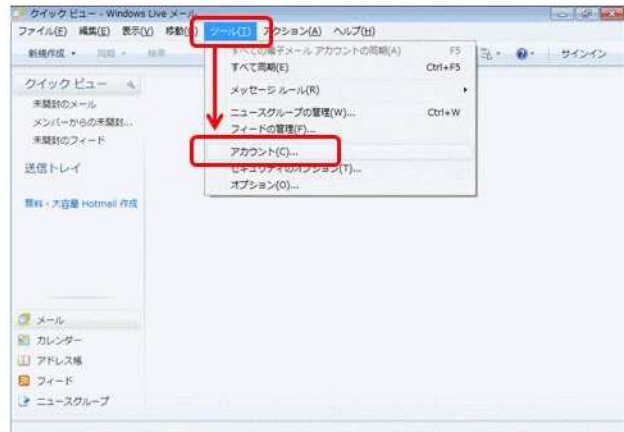 クイック ビュー - Windows Live メール
ファイル(F) 編集(E) 表示(V) 移動(G) ツール(T) アクション(A) ヘルプ(H)
新規作成 同期 検索 サインイン
すべての電子メール アカウントの同期(A) F5
すべて同期(E) Ctrl+F5
メッセージ ルール(R)
ニュースグループの管理(W)... Ctrl+W
フィードの管理(F)...
アカウント(C)...
セキュリティのオプション(T)...
オプション(O)...
クイック ビュー
未開封のメール
メンバーからの未開封...
未開封のフィード
送信トレイ
無料・大容量 Hotmail 作成
メール
カレンダー
アドレス帳
フィード
ニュースグループ